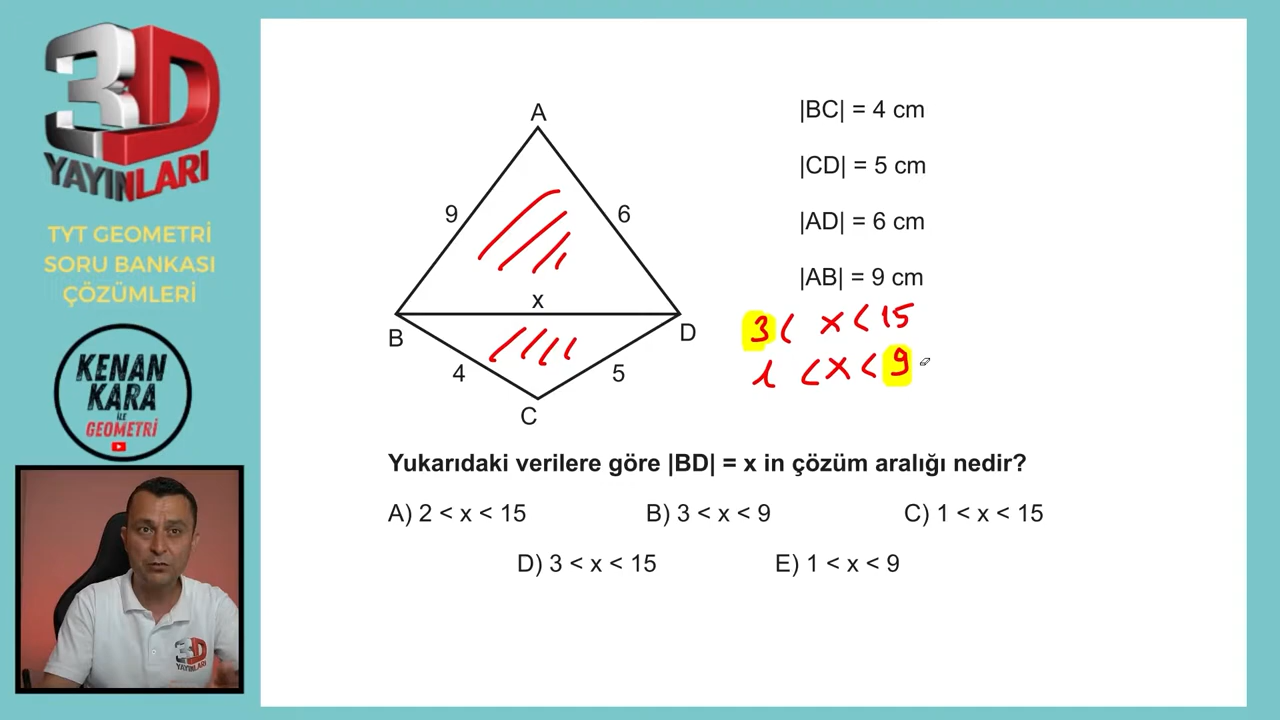 3D
YAYINLARI
TYT GEOMETRİ
SORU BANKASI
ÇÖZÜMLERİ
KENAN
KARA
İLE
GEOMETRİ
3D
YAYINLARI
A
9
6
x
B
D
4
5
C
|BC| = 4 cm
|CD| = 5 cm
|AD| = 6 cm
|AB| = 9 cm
3 < x < 15
1 < x < 9
Yukarıdaki verilere göre |BD| = x in çözüm aralığı nedir?
A) 2 < x < 15
B) 3 < x < 9
C) 1 < x < 15
D) 3 < x < 15
E) 1 < x < 9